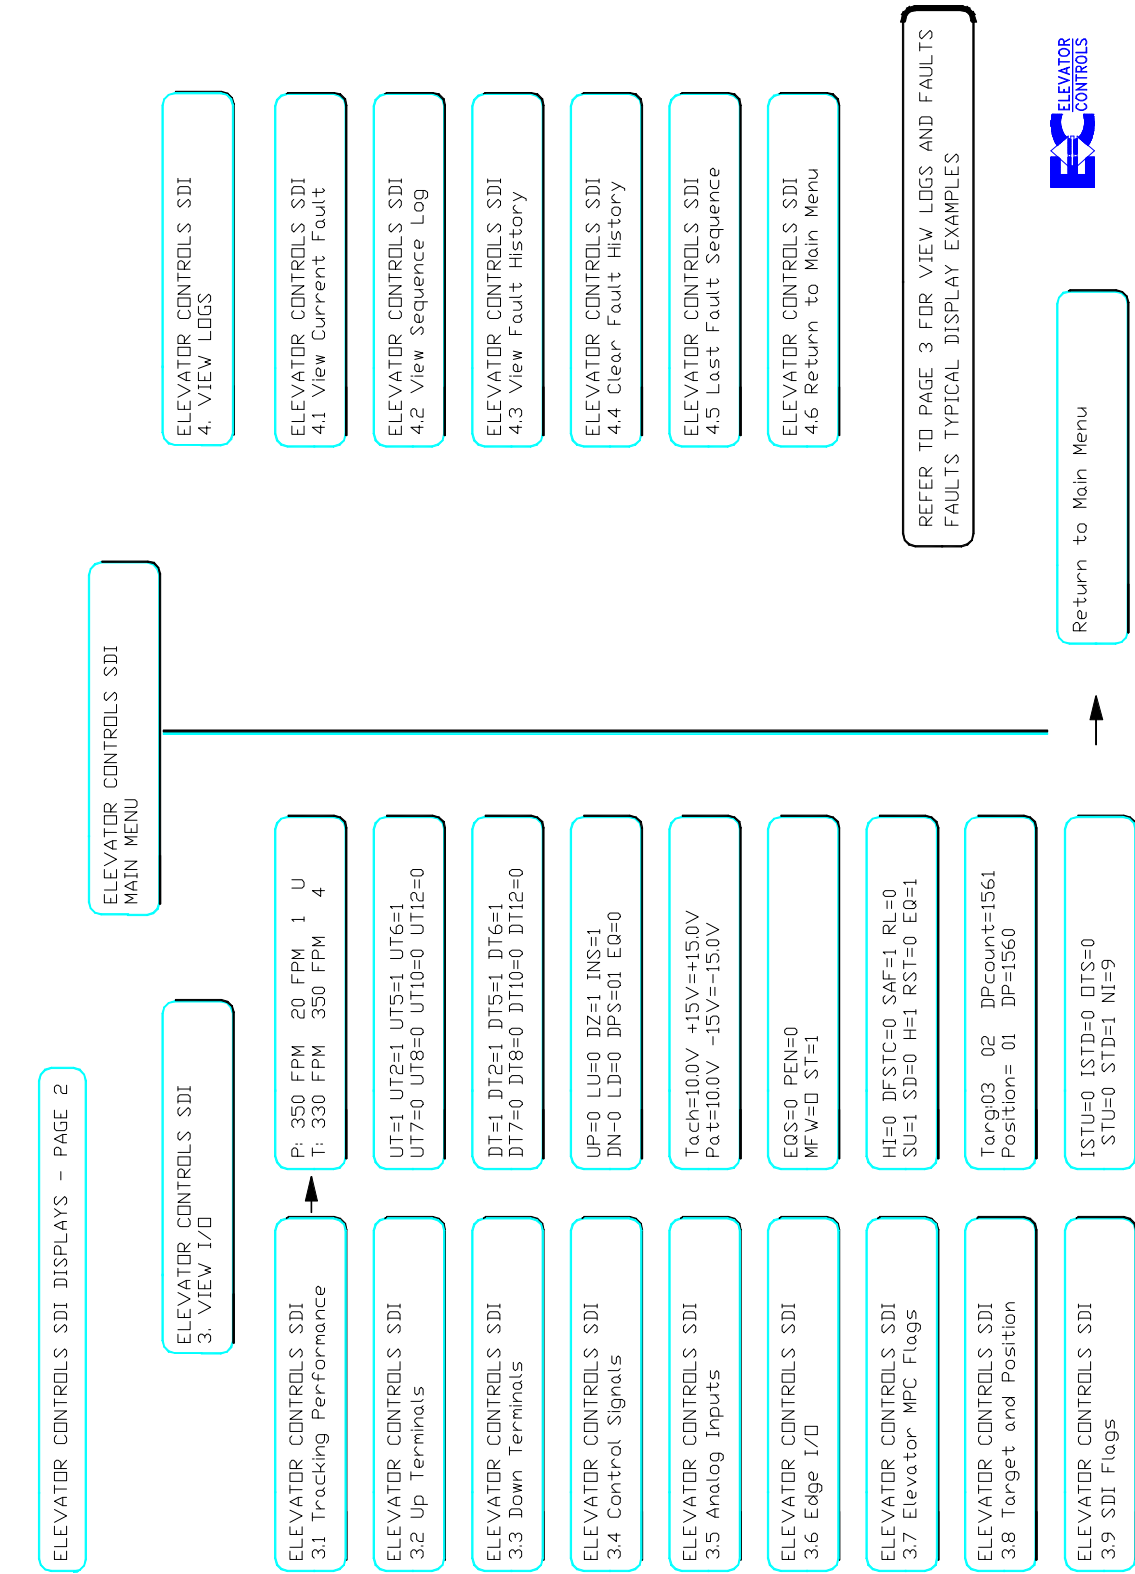 ELEVATOR CONTROLS SDI DISPLAYS - PAGE 2
ELEVATOR CONTROLS SDI
MAIN MENU
ELEVATOR CONTROLS SDI
3. VIEW I/O
ELEVATOR CONTROLS SDI
3.1 Tracking Performance
P: 350 FPM 20 FPM 1 U
T: 330 FPM 350 FPM 4
ELEVATOR CONTROLS SDI
3.2 Up Terminals
UT=1 UT2=1 UT5=1 UT6=1
UT7=0 UT8=0 UT10=0 UT12=0
ELEVATOR CONTROLS SDI
3.3 Down Terminals
DT=1 DT2=1 DT5=1 DT6=1
DT7=0 DT8=0 DT10=0 DT12=0
ELEVATOR CONTROLS SDI
3.4 Control Signals
UP=0 LU=0 DZ=1 INS=1
DN-0 LD=0 DPS=01 EQ=0
ELEVATOR CONTROLS SDI
3.5 Analog Inputs
Tach=10.0V +15V=+15.0V
Pat=10.0V -15V=-15.0V
ELEVATOR CONTROLS SDI
3.6 Edge I/O
EQS=0 PEN=0
MFW=O ST=1
ELEVATOR CONTROLS SDI
3.7 Elevator MPC Flags
HI=0 DFSTC=0 SAF=1 RL=0
SU=1 SD=0 H=1 RST=0 EQ=1
ELEVATOR CONTROLS SDI
3.8 Target and Position
Targ:03 02 DPcount=1561
Position= 01 DP=1560
ELEVATOR CONTROLS SDI
3.9 SDI Flags
ISTU=0 ISTD=0 OTS=0
STU=0 STD=1 NI=9
Return to Main Menu
ELEVATOR CONTROLS SDI
4. VIEW LOGS
ELEVATOR CONTROLS SDI
4.1 View Current Fault
ELEVATOR CONTROLS SDI
4.2 View Sequence Log
ELEVATOR CONTROLS SDI
4.3 View Fault History
ELEVATOR CONTROLS SDI
4.4 Clear Fault History
ELEVATOR CONTROLS SDI
4.5 Last Fault Sequence
ELEVATOR CONTROLS SDI
4.6 Return to Main Menu
REFER TO PAGE 3 FOR VIEW LOGS AND FAULTS
FAULTS TYPICAL DISPLAY EXAMPLES
EC ELEVATOR
CONTROLS